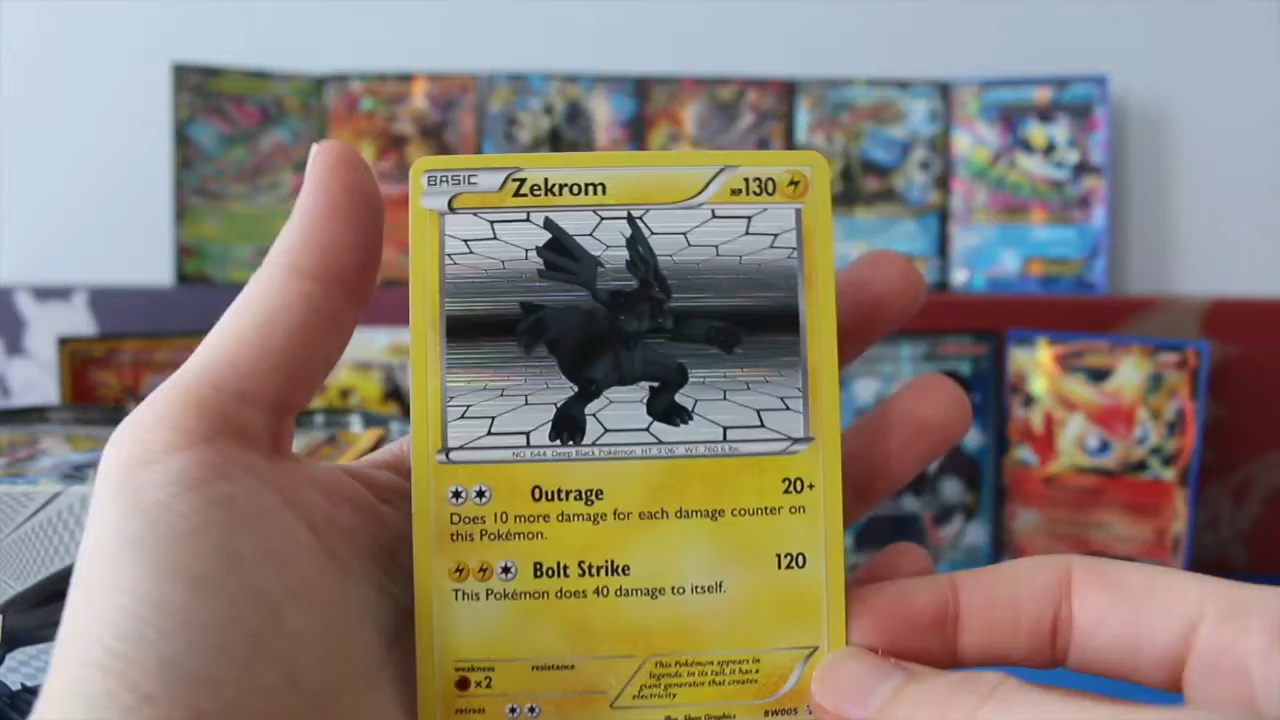 BASIC Zekrom HP130
NO. 644 Deep Black Pokémon HT. 9'06" WT. 760.6 lbs.
Outrage 20+
Does 10 more damage for each damage counter on
this Pokémon.
Bolt Strike 120
This Pokémon does 40 damage to itself.
weakness resistance
×2
This Pokémon appears in
legends. In its tail, it has a
giant generator that creates
electricity
retreat
BW005